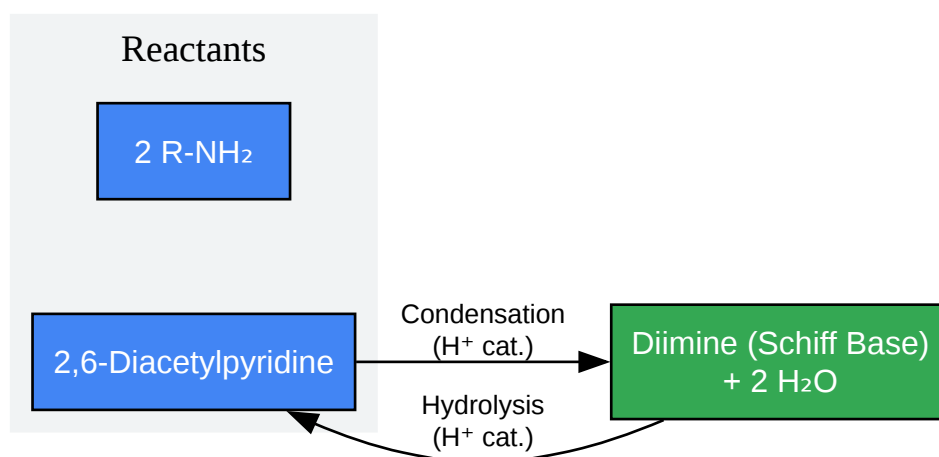 Reactants
2 R-NH₂
2,6-Diacetylpyridine
Condensation
(H⁺ cat.)
Diimine (Schiff Base)
+ 2 H₂O
Hydrolysis
(H⁺ cat.)